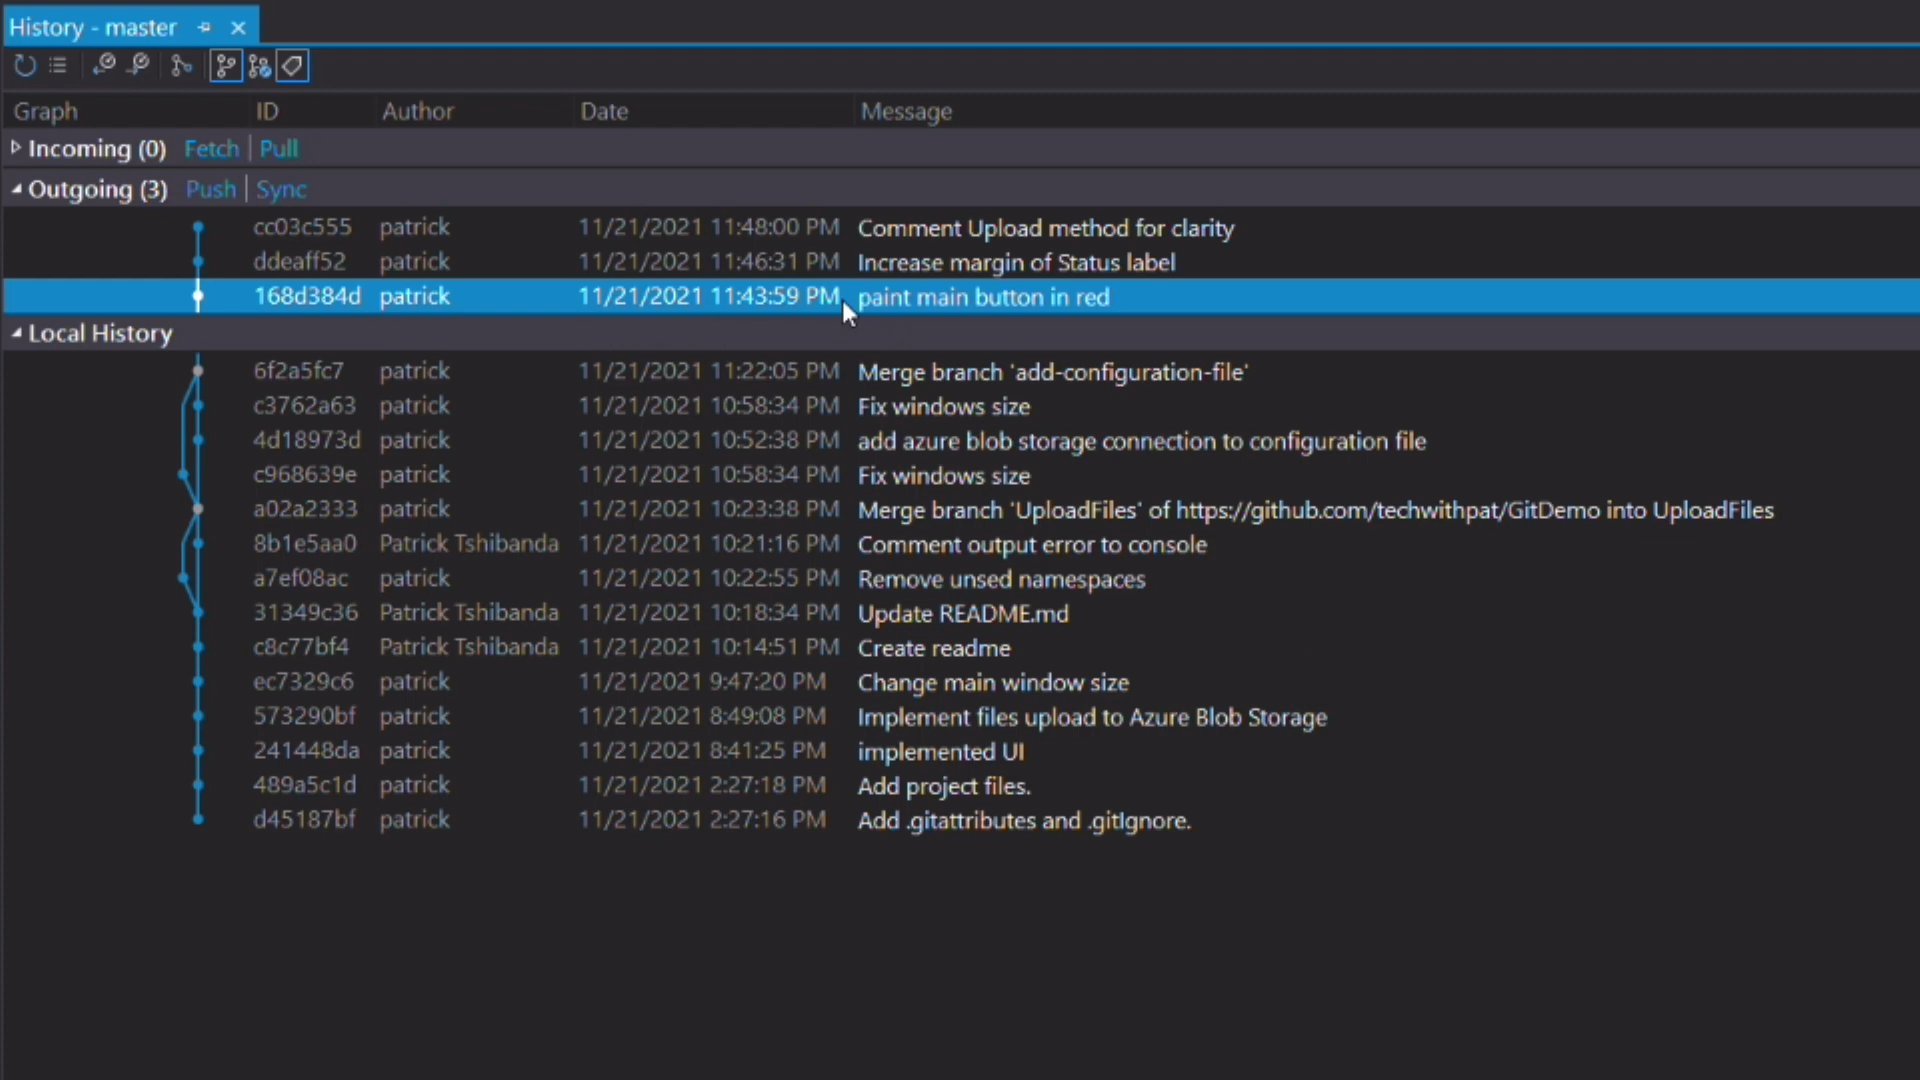 History - master
Graph ID Author Date Message
Incoming (0) Fetch | Pull
Outgoing (3) Push | Sync
cc03c555 patrick 11/21/2021 11:48:00 PM Comment Upload method for clarity
ddeaff52 patrick 11/21/2021 11:46:31 PM Increase margin of Status label
168d384d patrick 11/21/2021 11:43:59 PM paint main button in red
Local History
6f2a5fc7 patrick 11/21/2021 11:22:05 PM Merge branch 'add-configuration-file'
c3762a63 patrick 11/21/2021 10:58:34 PM Fix windows size
4d18973d patrick 11/21/2021 10:52:38 PM add azure blob storage connection to configuration file
c968639e patrick 11/21/2021 10:58:34 PM Fix windows size
a02a2333 patrick 11/21/2021 10:23:38 PM Merge branch 'UploadFiles' of https://github.com/techwithpat/GitDemo into UploadFiles
8b1e5aa0 Patrick Tshibanda 11/21/2021 10:21:16 PM Comment output error to console
a7ef08ac patrick 11/21/2021 10:22:55 PM Remove unsed namespaces
31349c36 Patrick Tshibanda 11/21/2021 10:18:34 PM Update README.md
c8c77bf4 Patrick Tshibanda 11/21/2021 10:14:51 PM Create readme
ec7329c6 patrick 11/21/2021 9:47:20 PM Change main window size
573290bf patrick 11/21/2021 8:49:08 PM Implement files upload to Azure Blob Storage
241448da patrick 11/21/2021 8:41:25 PM implemented UI
489a5c1d patrick 11/21/2021 2:27:18 PM Add project files.
d45187bf patrick 11/21/2021 2:27:16 PM Add .gitattributes and .gitIgnore.